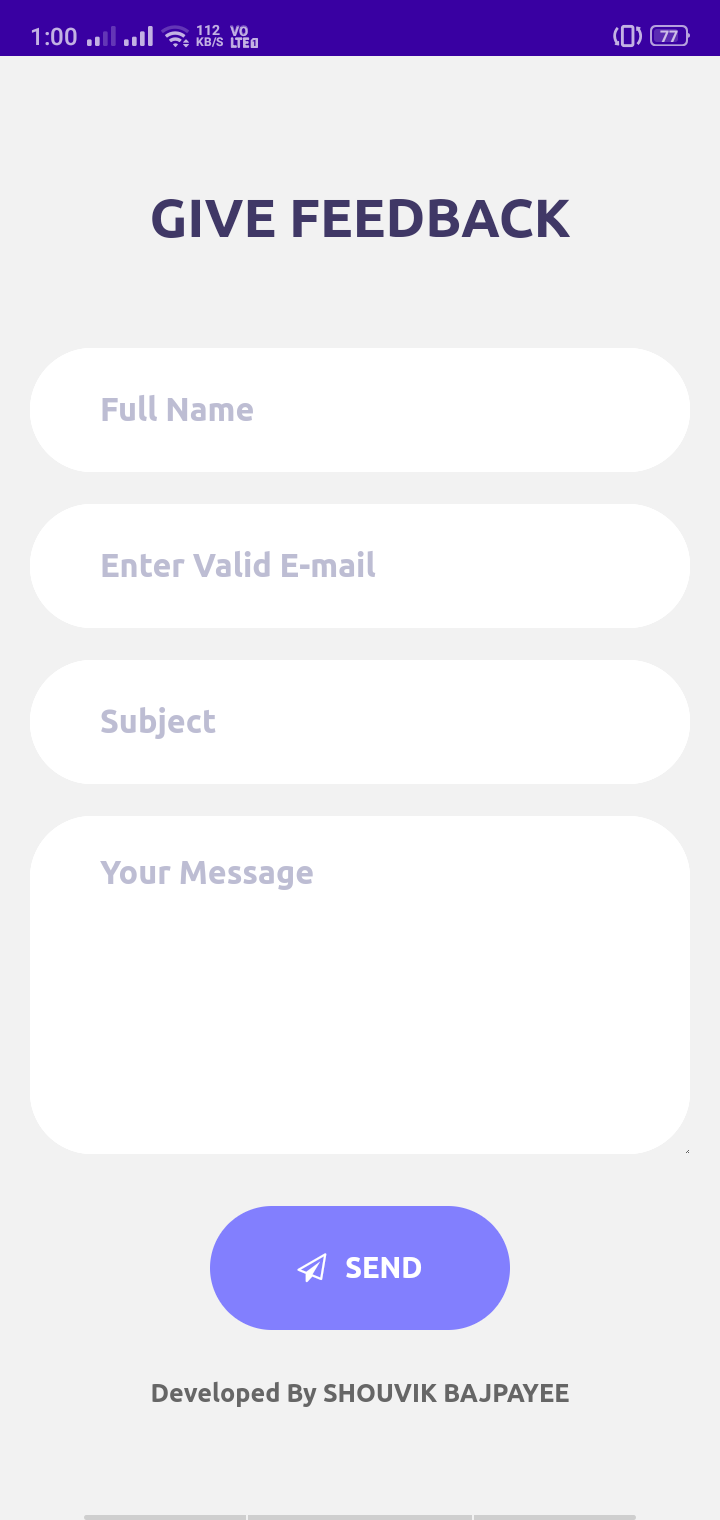 1:00 112 KB/S VO LTE1 77
GIVE FEEDBACK
Full Name
Enter Valid E-mail
Subject
Your Message
SEND
Developed By SHOUVIK BAJPAYEE